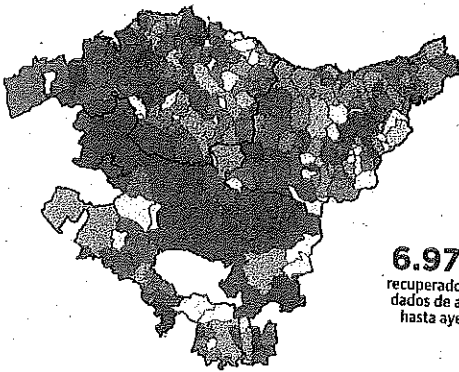 6.97
recuperado
dados de a
hasta aye